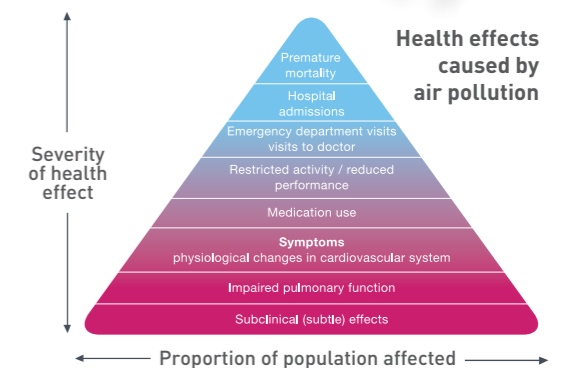 Health effects
caused by
air pollution
Premature
mortality
Hospital
admissions
Emergency department visits
visits to doctor
Restricted activity / reduced
performance
Medication use
Symptoms
physiological changes in cardiovascular system
Impaired pulmonary function
Subclinical (subtle) effects
Severity
of health
effect
Proportion of population affected